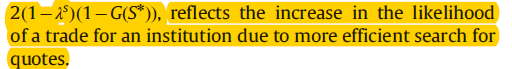 2(1−λˢ)(1−G(S*)), reflects the increase in the likelihood
of a trade for an institution due to more efficient search for
quotes.